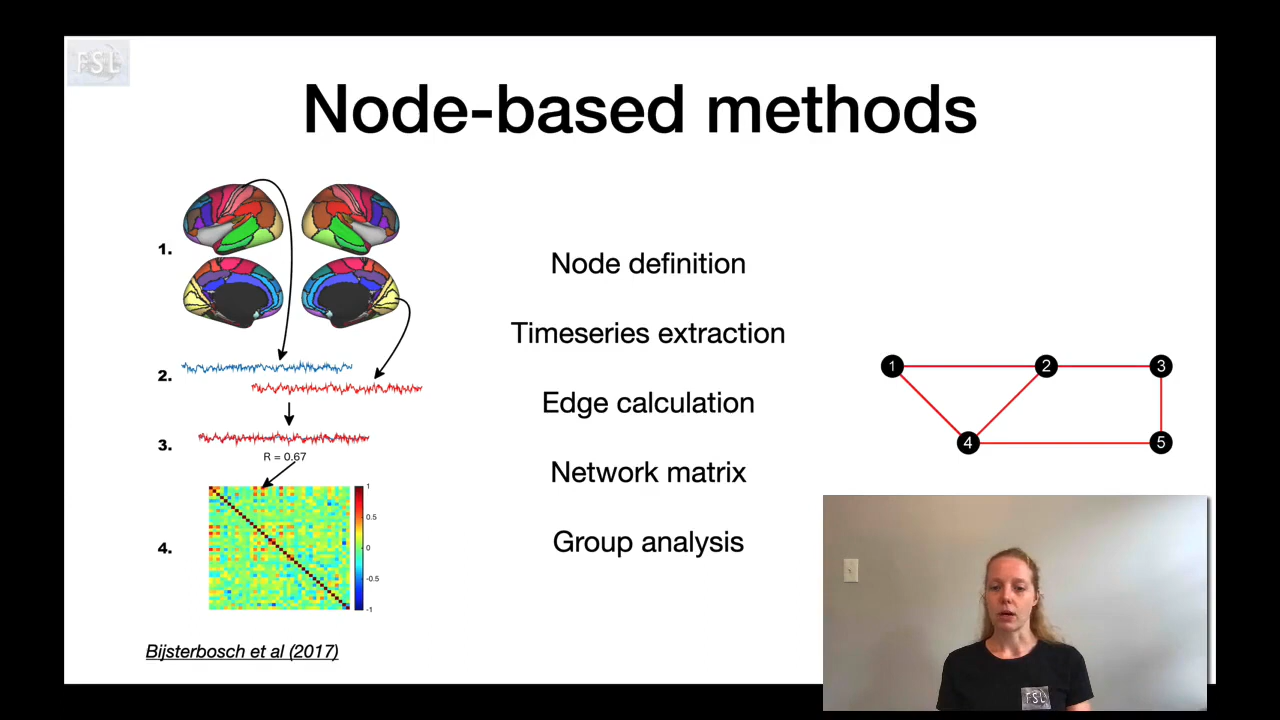 FSL
Node-based methods
1.
2.
3.
R = 0.67
4.
1
0.5
0
-0.5
-1
Bijsterbosch et al (2017)
Node definition
Timeseries extraction
Edge calculation
Network matrix
Group analysis
1
2
3
4
5
FSL